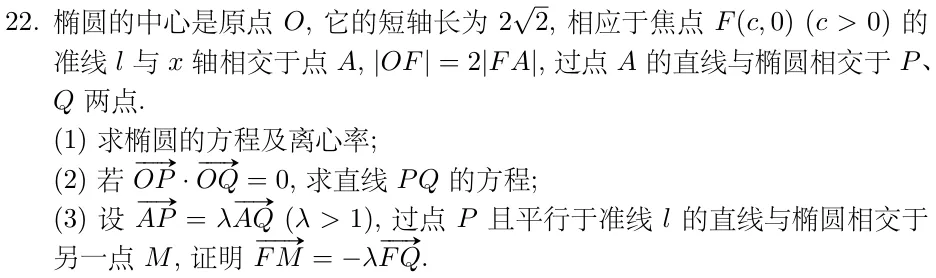 22. 椭圆的中心是原点 O, 它的短轴长为 2√2, 相应于焦点 F(c, 0) (c > 0) 的
准线 l 与 x 轴相交于点 A, |OF| = 2|FA|, 过点 A 的直线与椭圆相交于 P、
Q 两点.
(1) 求椭圆的方程及离心率;
(2) 若 $\overrightarrow{OP} \cdot \overrightarrow{OQ} = 0$, 求直线 PQ 的方程;
(3) 设 $\overrightarrow{AP} = \lambda\overrightarrow{AQ}$ (λ > 1), 过点 P 且平行于准线 l 的直线与椭圆相交于
另一点 M, 证明 $\overrightarrow{FM} = -\lambda\overrightarrow{FQ}$.